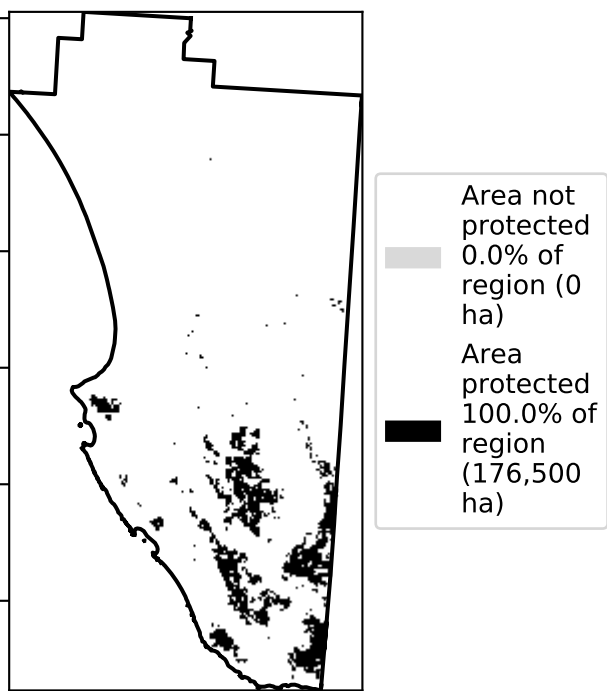 Area not
protected
0.0% of
region (0
ha)
Area
protected
100.0% of
region
(176,500
ha)